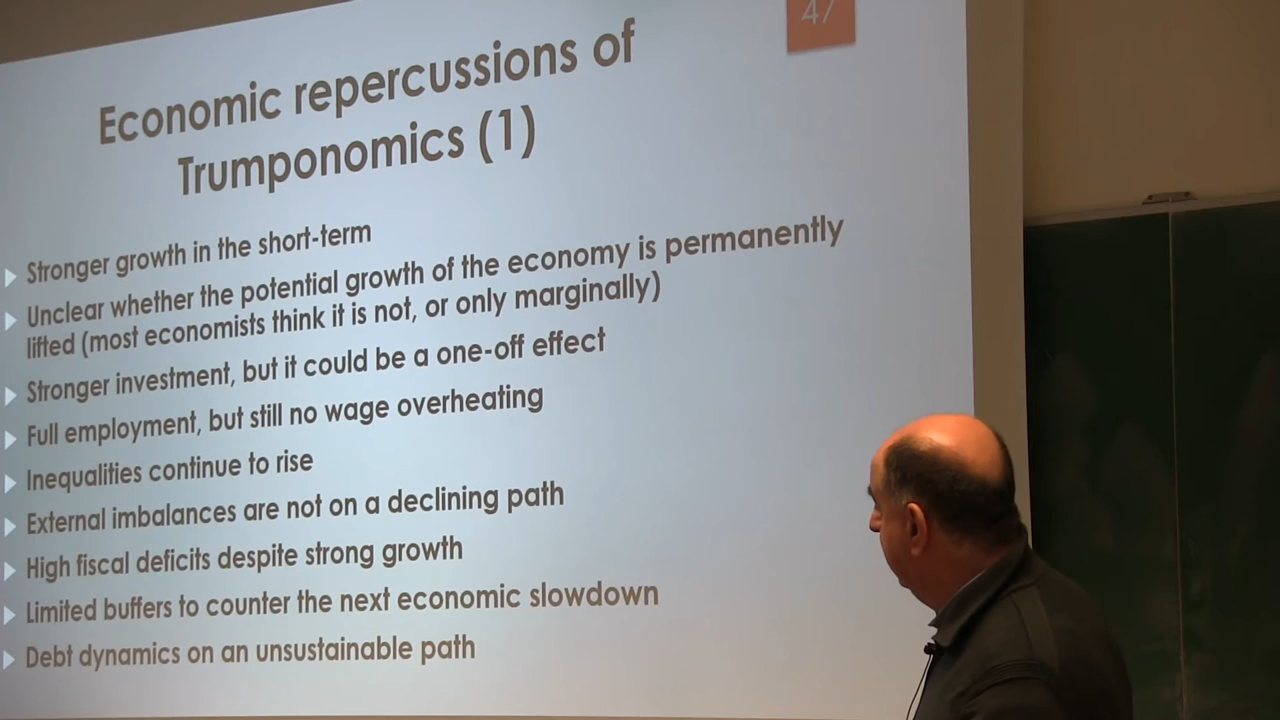 47
Economic repercussions of
Trumponomics (1)
Stronger growth in the short-term
Unclear whether the potential growth of the economy is permanently
lifted (most economists think it is not, or only marginally)
Stronger investment, but it could be a one-off effect
Full employment, but still no wage overheating
Inequalities continue to rise
External imbalances are not on a declining path
High fiscal deficits despite strong growth
Limited buffers to counter the next economic slowdown
Debt dynamics on an unsustainable path